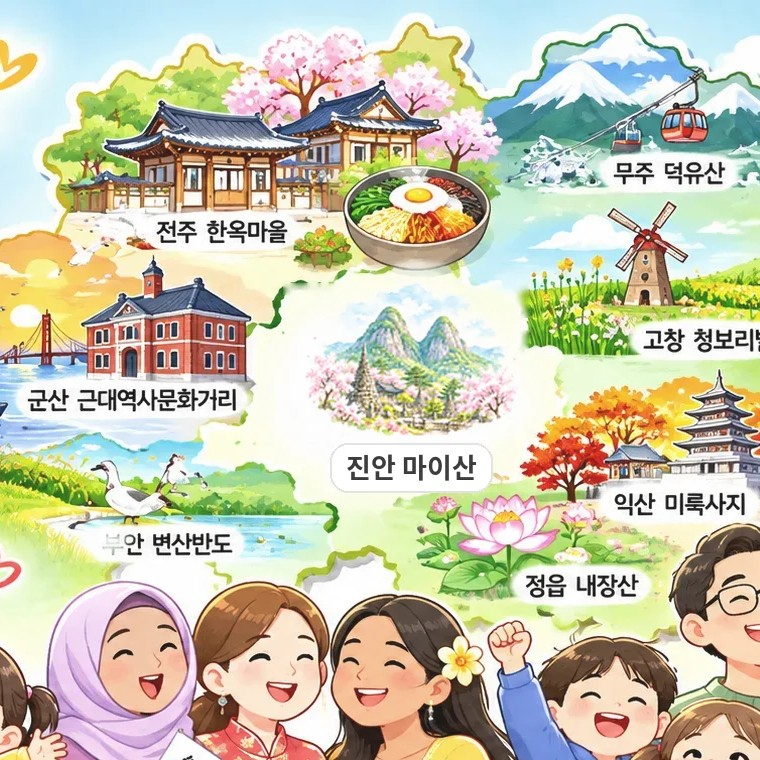 무주 덕유산
전주 한옥마을
고창 청보리밭
군산 근대역사문화거리
진안 마이산
익산 미륵사지
부안 변산반도
정읍 내장산